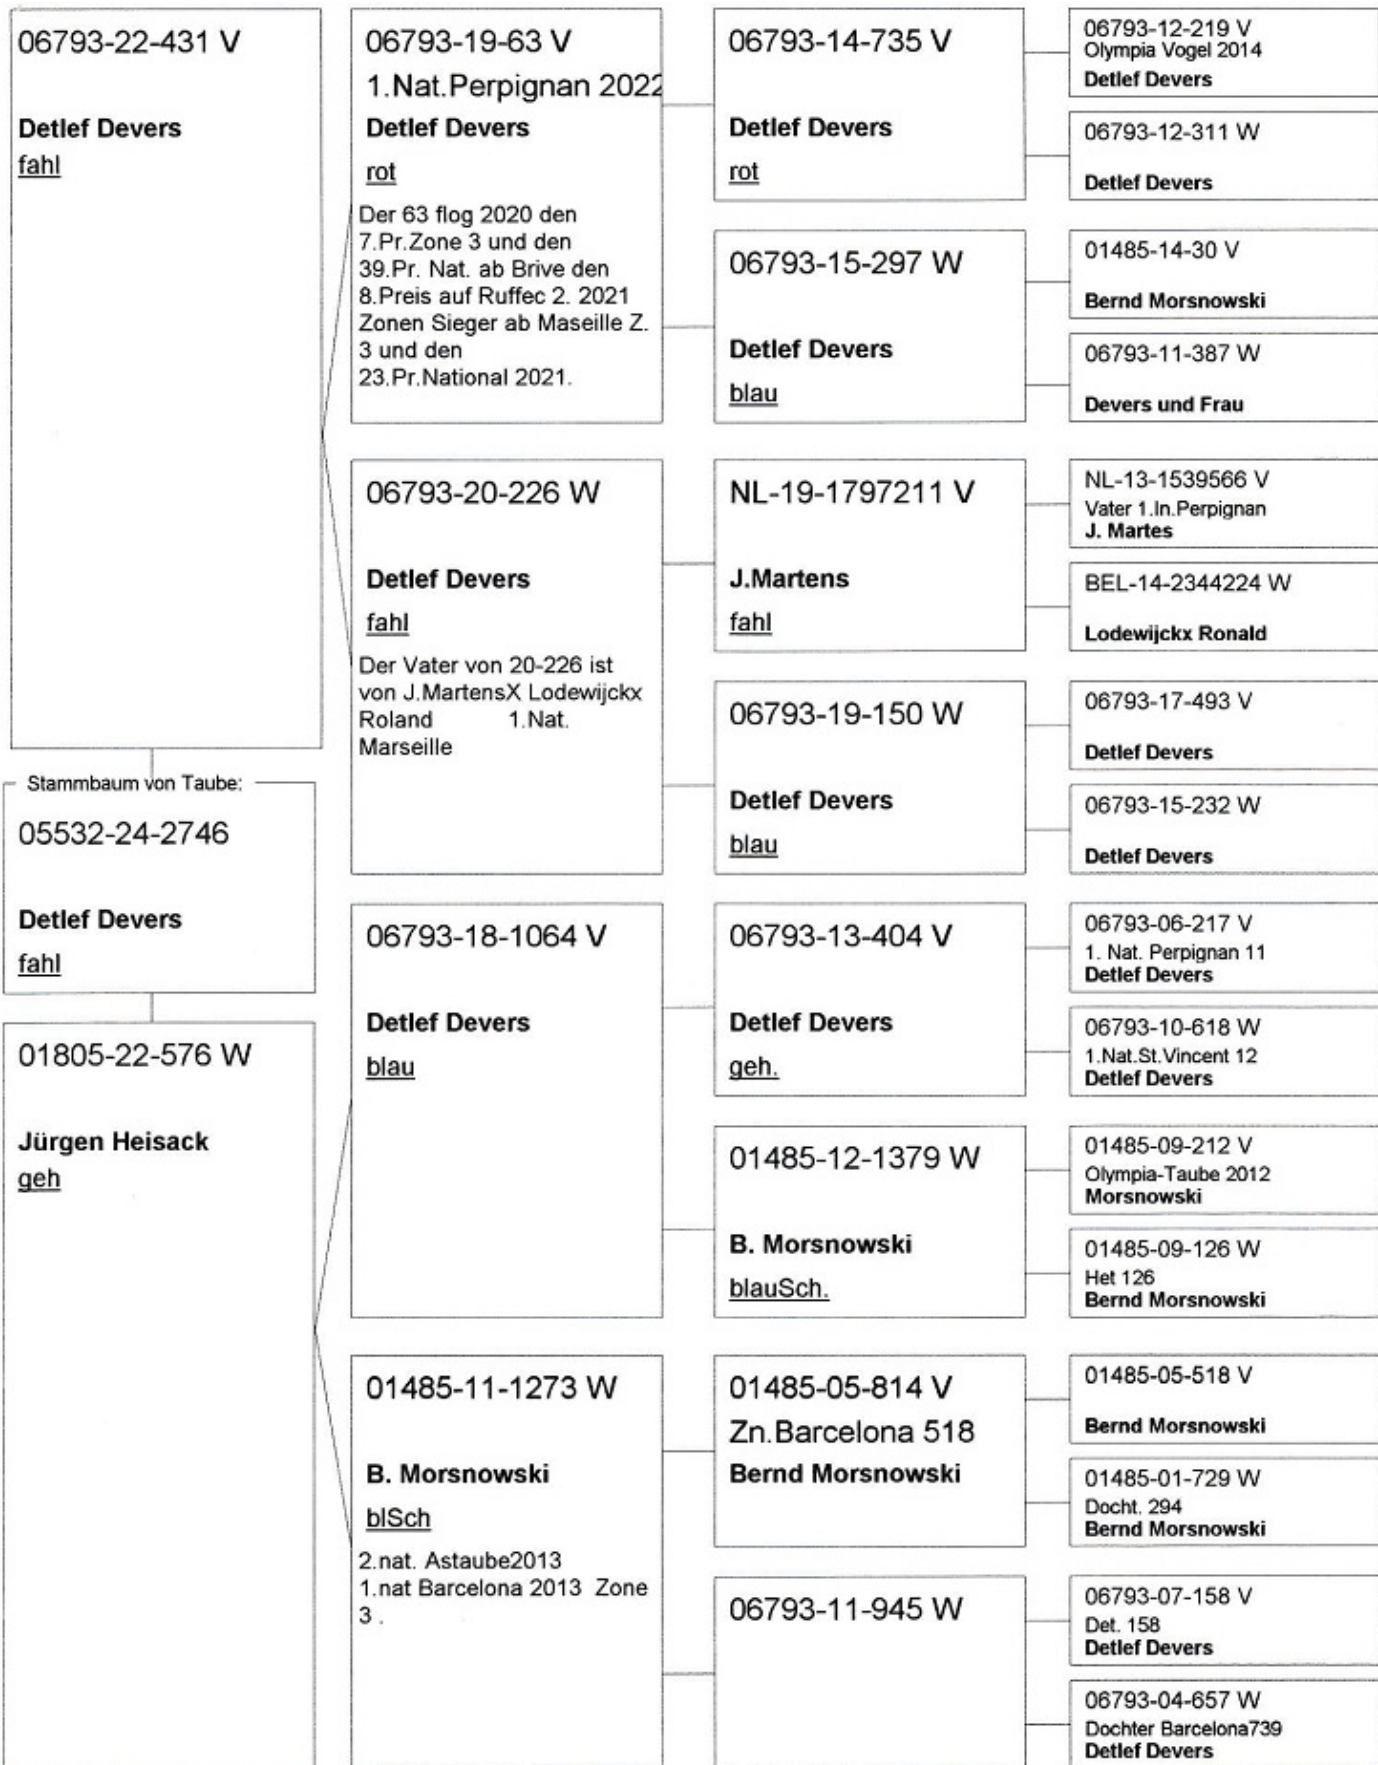 06793-22-431 V
Detlef Devers
fahl
Stammbaum von Taube:
05532-24-2746
Detlef Devers
fahl
01805-22-576 W
Jürgen Heisack
geh
06793-19-63 V
1.Nat.Perpignan 2022
Detlef Devers
rot
Der 63 flog 2020 den
7.Pr.Zone 3 und den
39.Pr. Nat. ab Brive den
8.Preis auf Ruffec 2. 2021
Zonen Sieger ab Maseille Z.
3 und den
23.Pr.National 2021.
06793-20-226 W
Detlef Devers
fahl
Der Vater von 20-226 ist
von J.MartensX Lodewijckx
Roland 1.Nat.
Marseille
06793-18-1064 V
Detlef Devers
blau
01485-11-1273 W
B. Morsnowski
blSch
2.nat. Astaube2013
1.nat Barcelona 2013 Zone
3 .
06793-14-735 V
Detlef Devers
rot
06793-15-297 W
Detlef Devers
blau
NL-19-1797211 V
J.Martens
fahl
06793-19-150 W
Detlef Devers
blau
06793-13-404 V
Detlef Devers
geh.
01485-12-1379 W
B. Morsnowski
blauSch.
01485-05-814 V
Zn.Barcelona 518
Bernd Morsnowski
06793-11-945 W
06793-12-219 V
Olympia Vogel 2014
Detlef Devers
06793-12-311 W
Detlef Devers
01485-14-30 V
Bernd Morsnowski
06793-11-387 W
Devers und Frau
NL-13-1539566 V
Vater 1.In.Perpignan
J. Martes
BEL-14-2344224 W
Lodewijckx Ronald
06793-17-493 V
Detlef Devers
06793-15-232 W
Detlef Devers
06793-06-217 V
1. Nat. Perpignan 11
Detlef Devers
06793-10-618 W
1.Nat.St.Vincent 12
Detlef Devers
01485-09-212 V
Olympia-Taube 2012
Morsnowski
01485-09-126 W
Het 126
Bernd Morsnowski
01485-05-518 V
Bernd Morsnowski
01485-01-729 W
Docht. 294
Bernd Morsnowski
06793-07-158 V
Det. 158
Detlef Devers
06793-04-657 W
Dochter Barcelona739
Detlef Devers